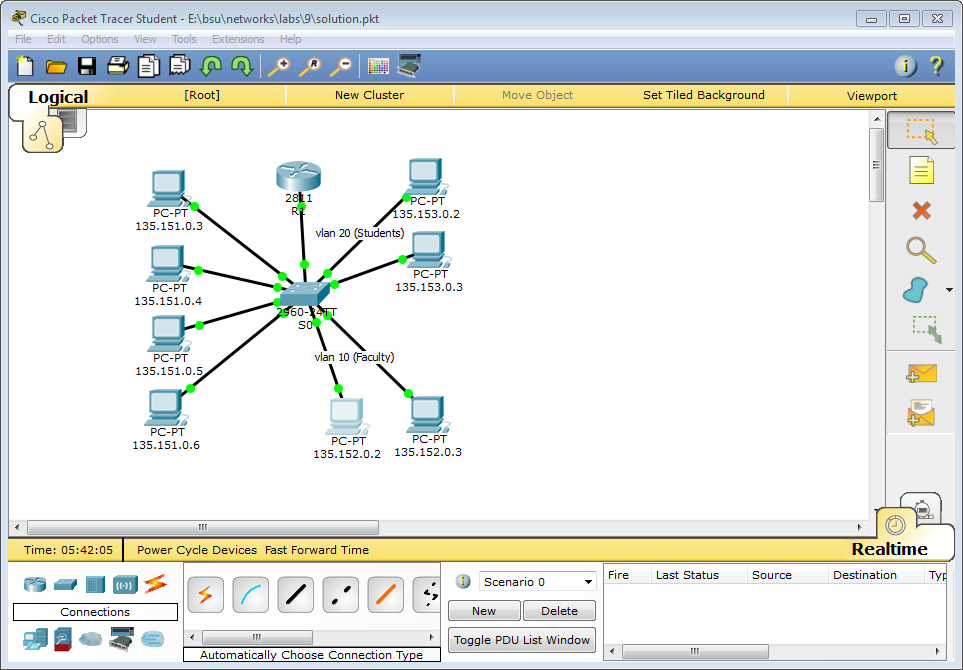 Cisco Packet Tracer Student - E:\bsu\networks\labs\9\solution.pkt
File Edit Options View Tools Extensions Help
Logical [Root] New Cluster Move Object Set Tiled Background Viewport
PC-PT
135.151.0.3
2811
R1
PC-PT
135.153.0.2
vlan 20 (Students)
PC-PT
135.153.0.3
PC-PT
135.151.0.4
2960-24TT
S0
PC-PT
135.151.0.5
vlan 10 (Faculty)
PC-PT
135.151.0.6
PC-PT
135.152.0.2
PC-PT
135.152.0.3
Time: 05:42:05 Power Cycle Devices Fast Forward Time
Realtime
Connections
Automatically Choose Connection Type
Scenario 0
New Delete
Toggle PDU List Window
Fire Last Status Source Destination Typ